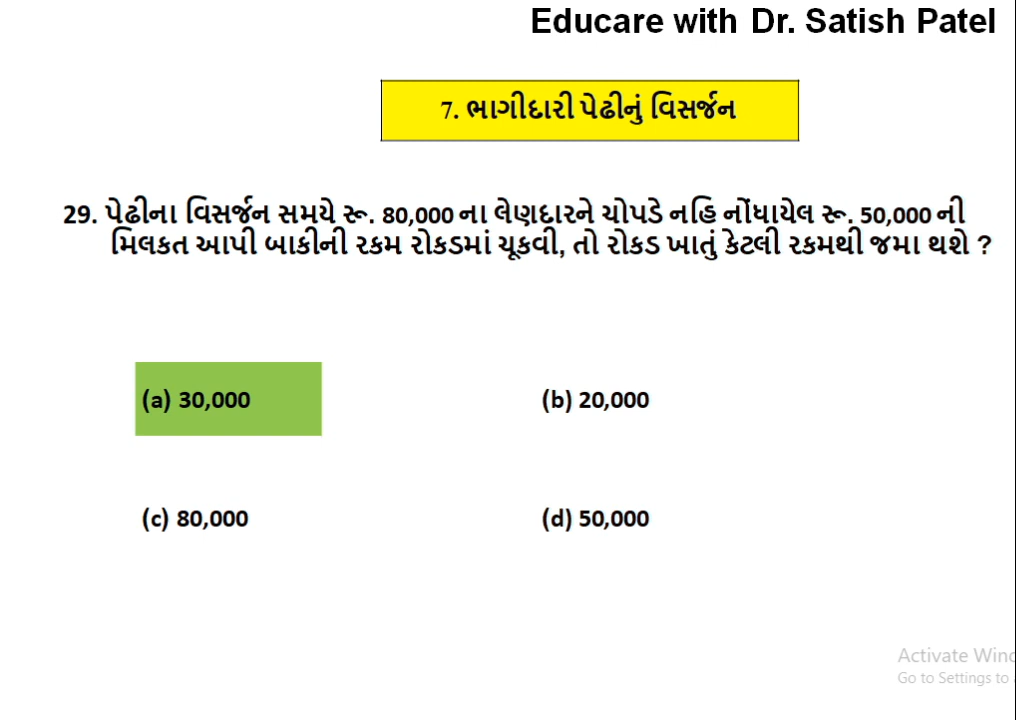 Educare with Dr. Satish Patel
7. ભાગીદારી પેઢીનું વિસર્જન
29. પેઢીના વિસર્જન સમયે રૂ. 80,000 ના લેણદારને ચોપડે નહિ નોંધાયેલ રૂ. 50,000 ની
મિલકત આપી બાકીની રકમ રોકડમાં ચૂકવી, તો રોકડ ખાતું કેટલી રકમથી જમા થશે ?
(a) 30,000
(b) 20,000
(c) 80,000
(d) 50,000
Activate Winc
Go to Settings to